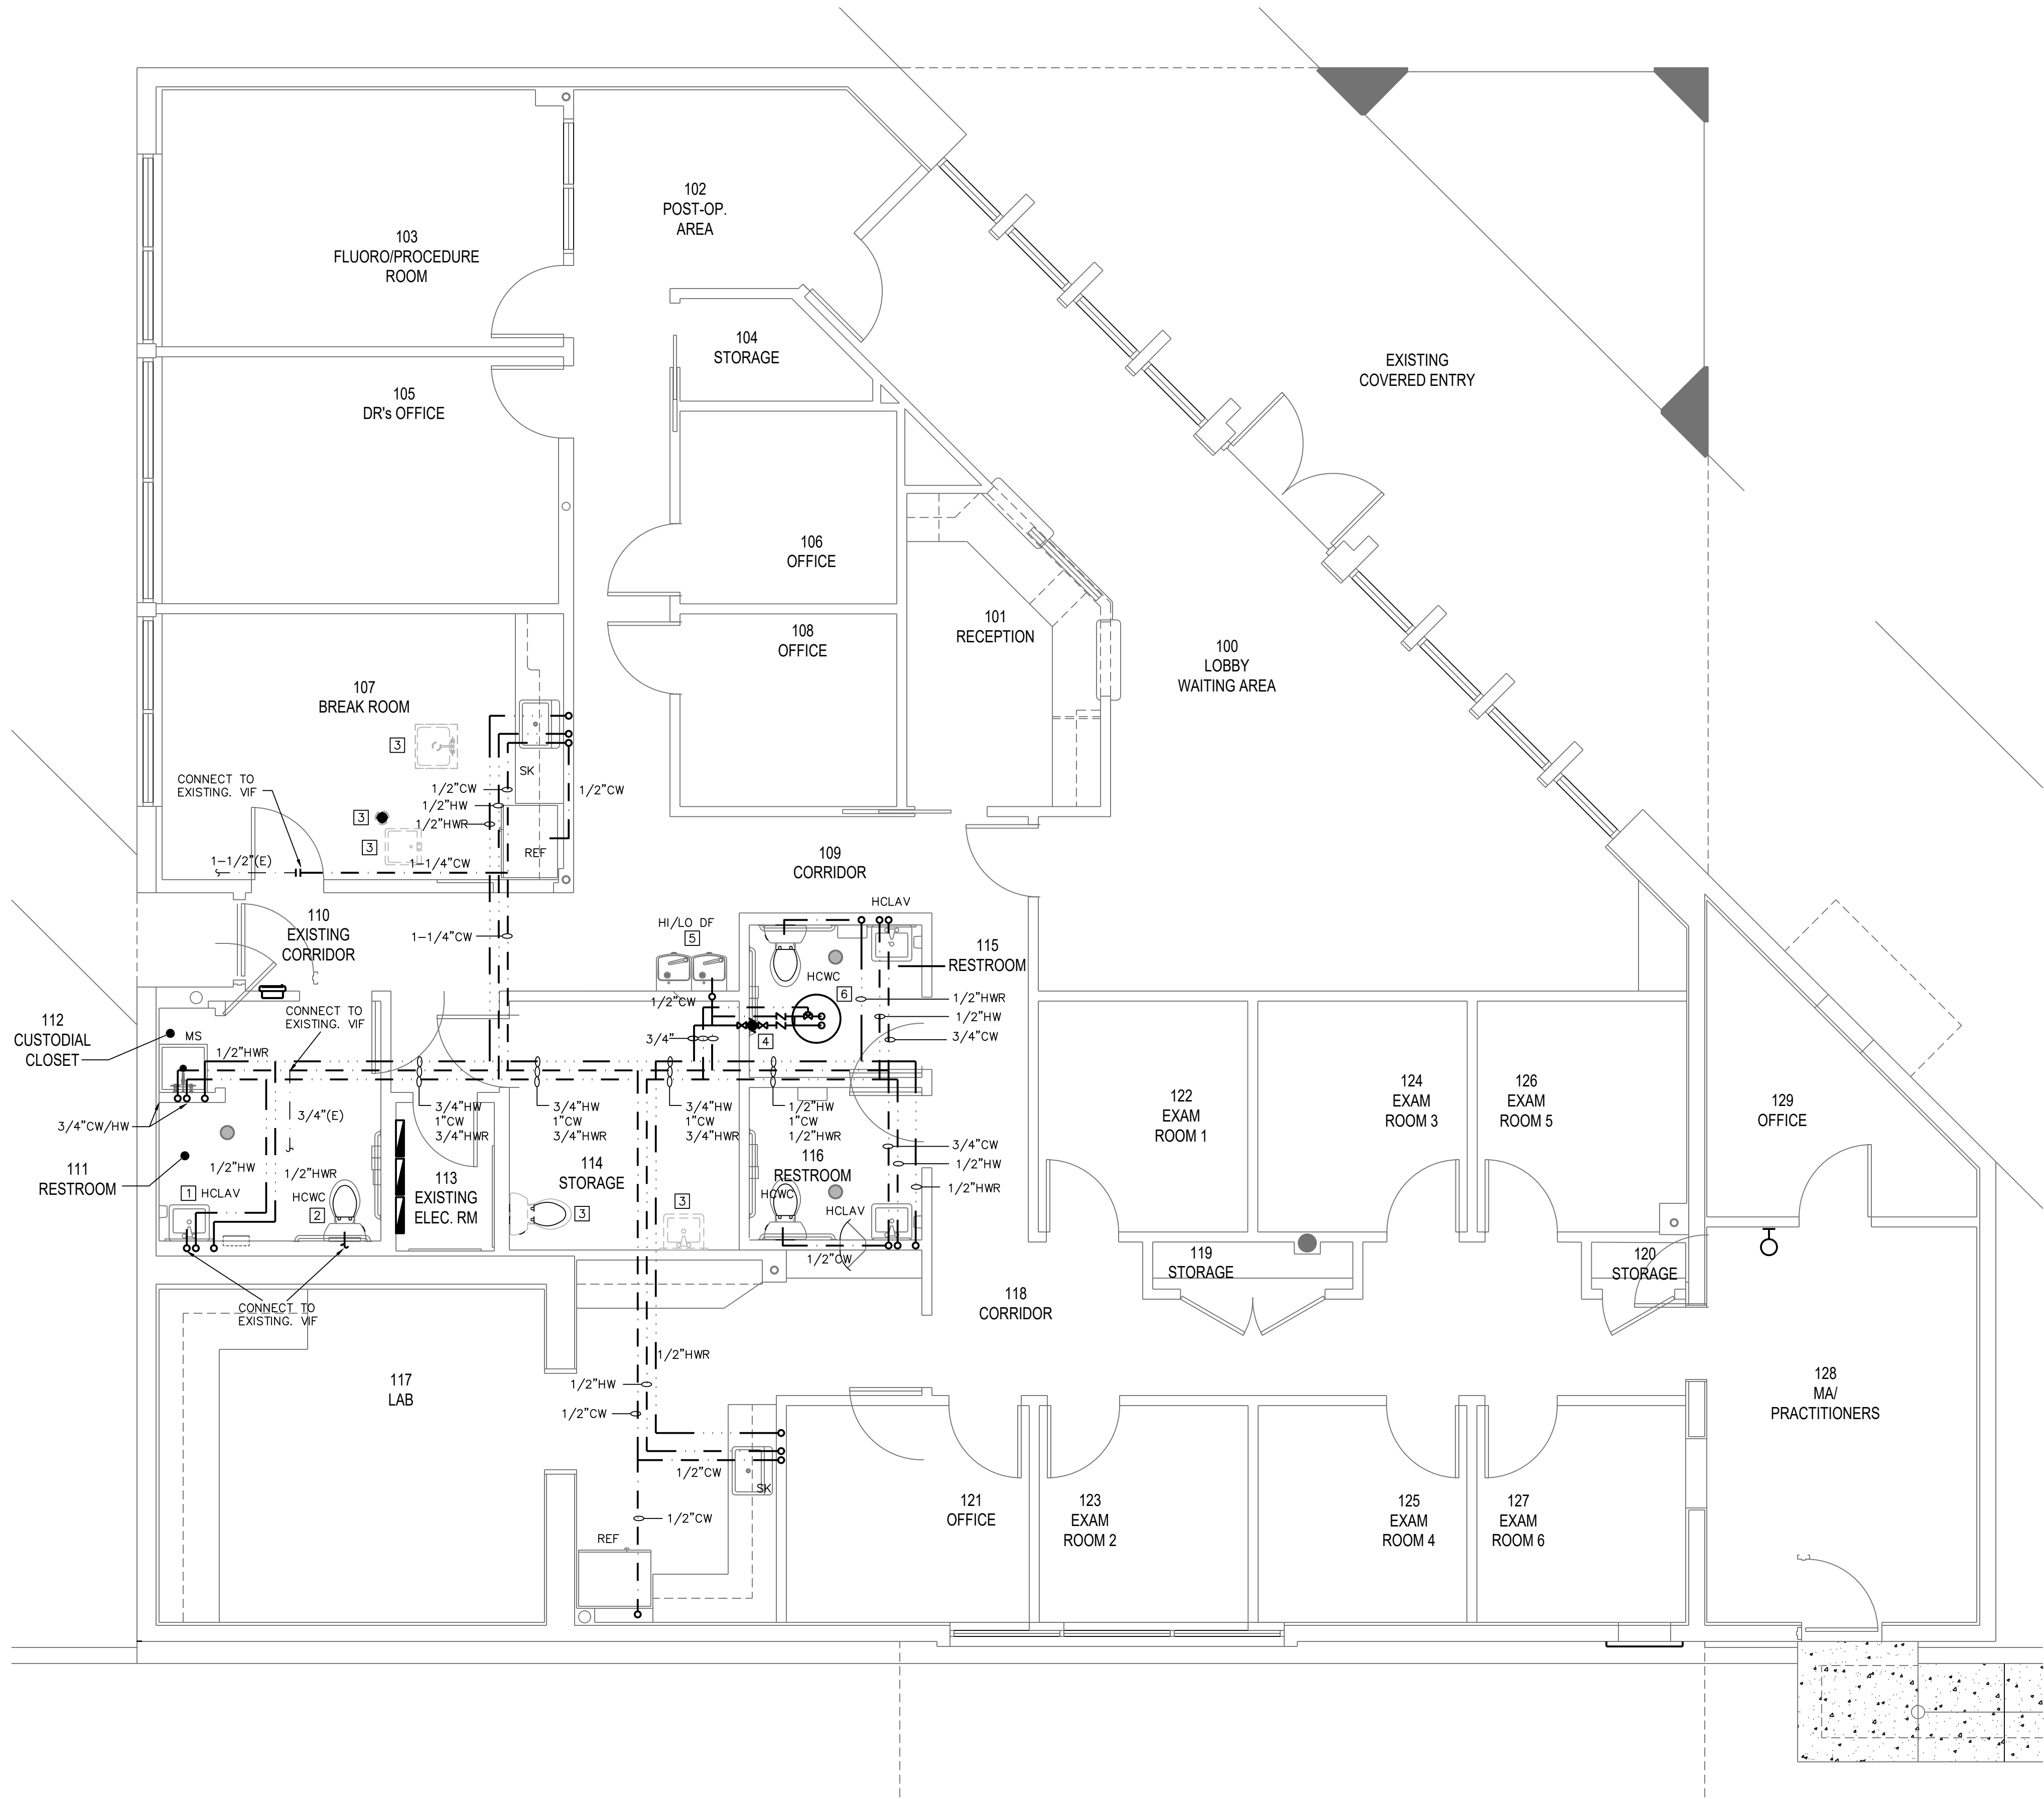 102
POST-OP.
AREA
103
FLUORO/PROCEDURE
ROOM
104
STORAGE
EXISTING
COVERED ENTRY
105
DR's OFFICE
106
OFFICE
101
RECEPTION
108
OFFICE
100
LOBBY
WAITING AREA
107
BREAK ROOM
3
CONNECT TO
EXISTING. VIF
SK
1/2"CW
1/2"CW
1/2"HW
1/2"HWR
3
3
REF
1-1/2"(E)
1-1/4"CW
109
CORRIDOR
HCLAV
110
EXISTING
CORRIDOR
1-1/4"CW
HI/LO DF
5
115
RESTROOM
HCWC
6
1/2"HWR
1/2"HW
3/4"CW
1/2"CW
3/4"
4
CONNECT TO
EXISTING. VIF
112
CUSTODIAL
CLOSET
MS
1/2"HWR
3/4"(E)
3/4"CW/HW
3/4"HW
1"CW
3/4"HWR
3/4"HW
1"CW
3/4"HWR
3/4"HW
1"CW
3/4"HWR
1/2"HW
1"CW
1/2"HWR
122
EXAM
ROOM 1
124
EXAM
ROOM 3
126
EXAM
ROOM 5
129
OFFICE
3/4"CW
1/2"HW
1/2"HWR
111
RESTROOM
1/2"HW
1/2"HWR
1
HCLAV
HCWC
2
113
EXISTING
ELEC. RM
114
STORAGE
3
3
116
RESTROOM
HCWC
HCLAV
1/2"CW
119
STORAGE
120
STORAGE
118
CORRIDOR
CONNECT TO
EXISTING. VIF
117
LAB
1/2"HWR
1/2"HW
1/2"CW
128
MA/
PRACTITIONERS
1/2"CW
SK
1/2"CW
REF
121
OFFICE
123
EXAM
ROOM 2
125
EXAM
ROOM 4
127
EXAM
ROOM 6